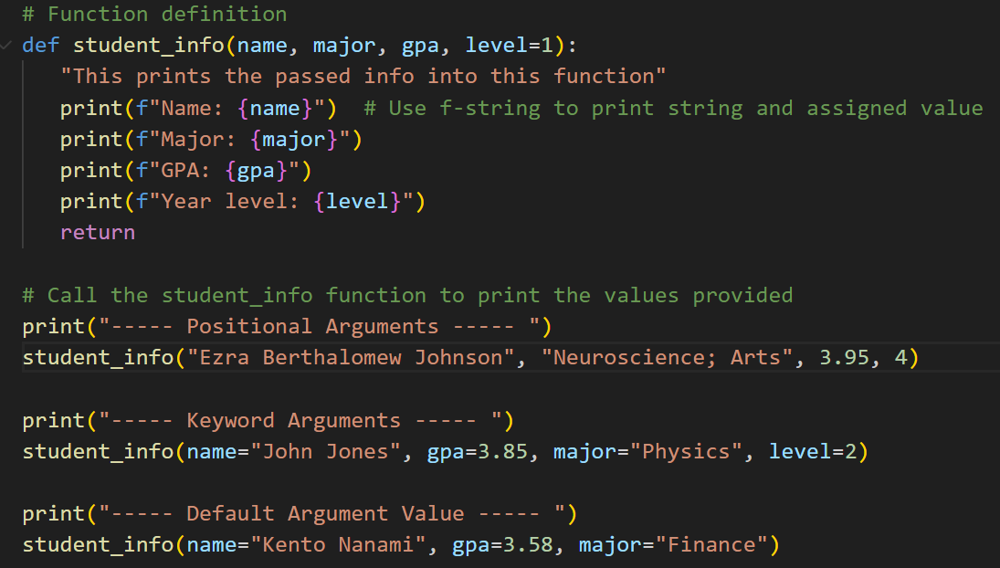 # Function definition
def student_info(name, major, gpa, level=1):
    "This prints the passed info into this function"
    print(f"Name: {name}")  # Use f-string to print string and assigned value
    print(f"Major: {major}")
    print(f"GPA: {gpa}")
    print(f"Year level: {level}")
    return

# Call the student_info function to print the values provided
print("----- Positional Arguments ----- ")
student_info("Ezra Berthalomew Johnson", "Neuroscience; Arts", 3.95, 4)

print("----- Keyword Arguments ----- ")
student_info(name="John Jones", gpa=3.85, major="Physics", level=2)

print("----- Default Argument Value ----- ")
student_info(name="Kento Nanami", gpa=3.58, major="Finance")